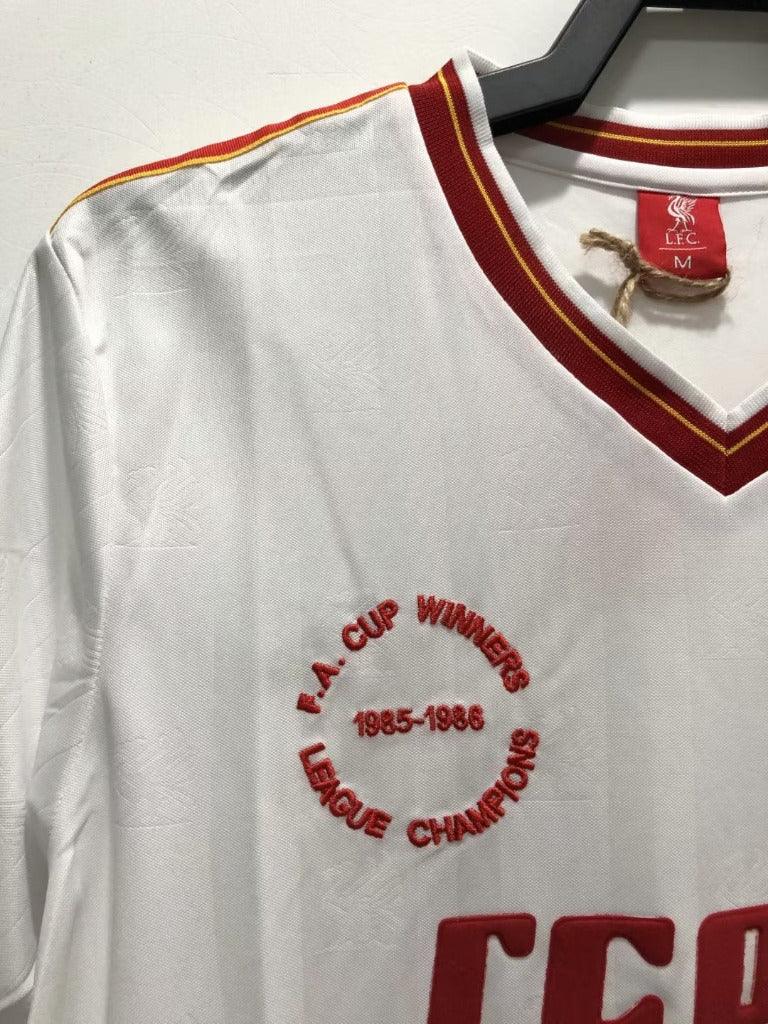 L.F.C.
M
F.A. CUP WINNERS
1985-1986
LEAGUE CHAMPIONS